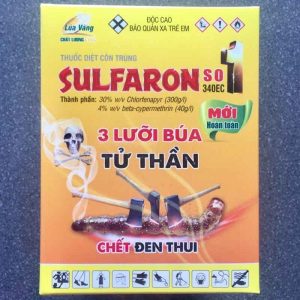 Lúa Vàng
CHẤT LƯỢNG
ĐỘC CAO
BẢO QUẢN XA TRẺ EM
THUỐC DIỆT CÔN TRÙNG
SULFARON SO 1
340EC
Thành phần: 30% w/v Chlorfenapyr (300g/l)
4% w/v beta-cypermethrin (40g/l)
MỚI
Hoàn toàn
3 LƯỠI BÚA
TỬ THẦN
CHẾT ĐEN THUI